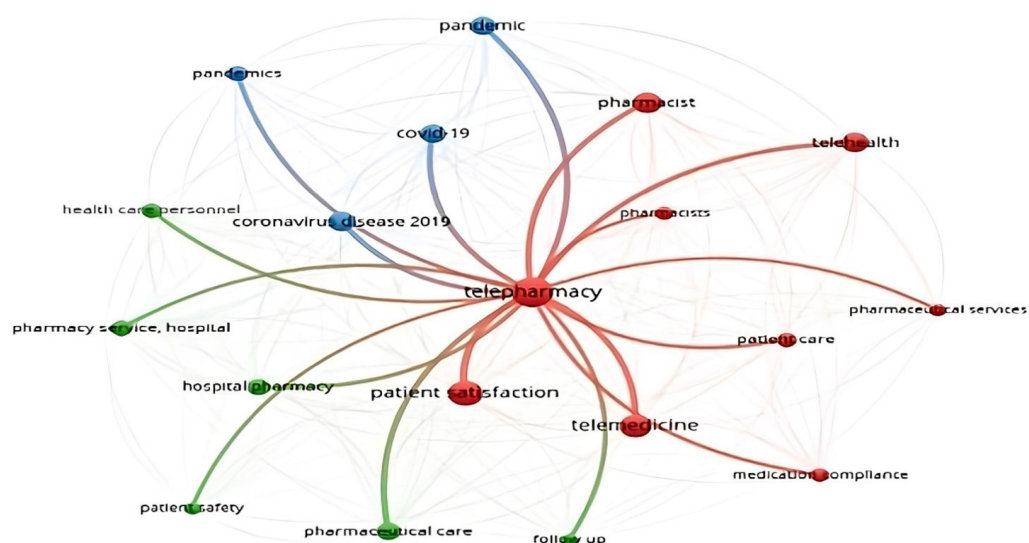 pandemic
pandemics
pharmacist
covid-19
telehealth
health care personnel
coronavirus disease 2019
pharmacists
telepharmacy
pharmaceutical services
pharmacy service, hospital
patient care
hospital pharmacy
patient satisfaction
telemedicine
medication compliance
patient safety
pharmaceutical care
follow up